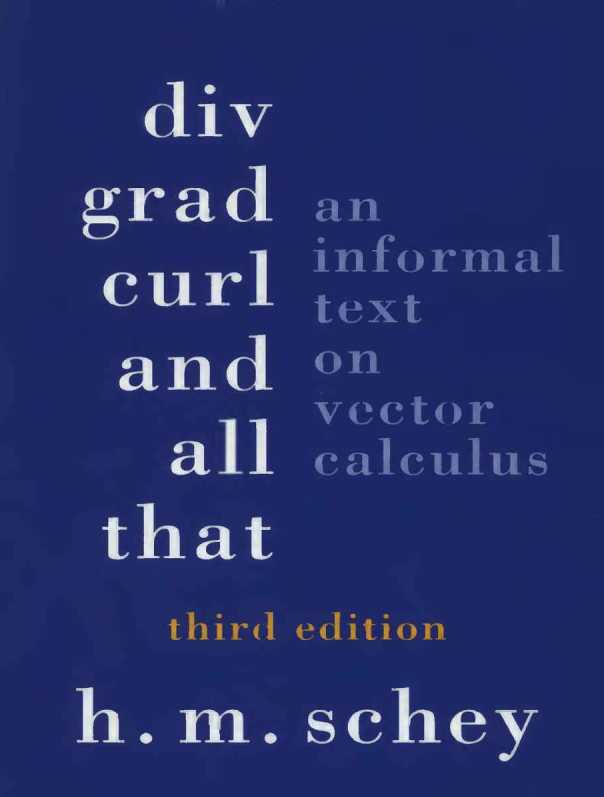 div
grad
curl
and
all
that
an
informal
text
on
vector
calculus
third edition
h. m. schey